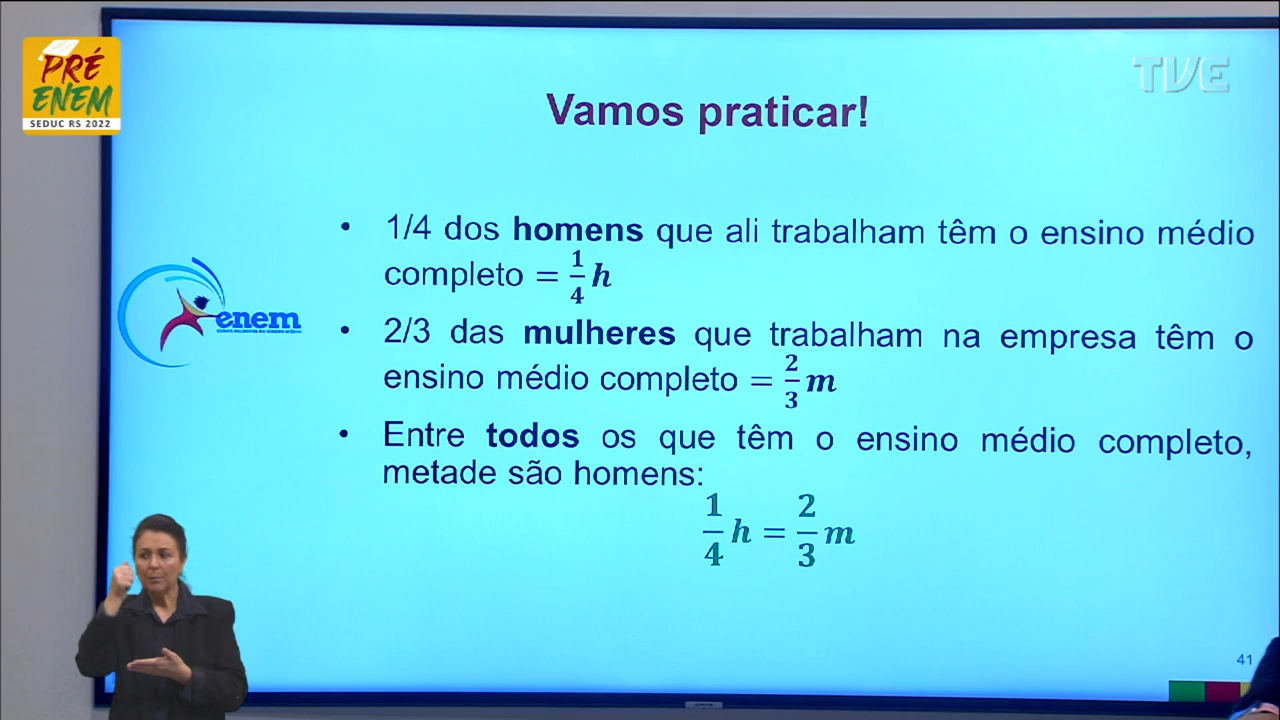 PRÉ
ENEM
SEDUC RS 2022
TVE
Vamos praticar!
• 1/4 dos homens que ali trabalham têm o ensino médio
completo = 1/4 h
enem
• 2/3 das mulheres que trabalham na empresa têm o
ensino médio completo = 2/3 m
• Entre todos os que têm o ensino médio completo,
metade são homens:
1/4 h = 2/3 m
41